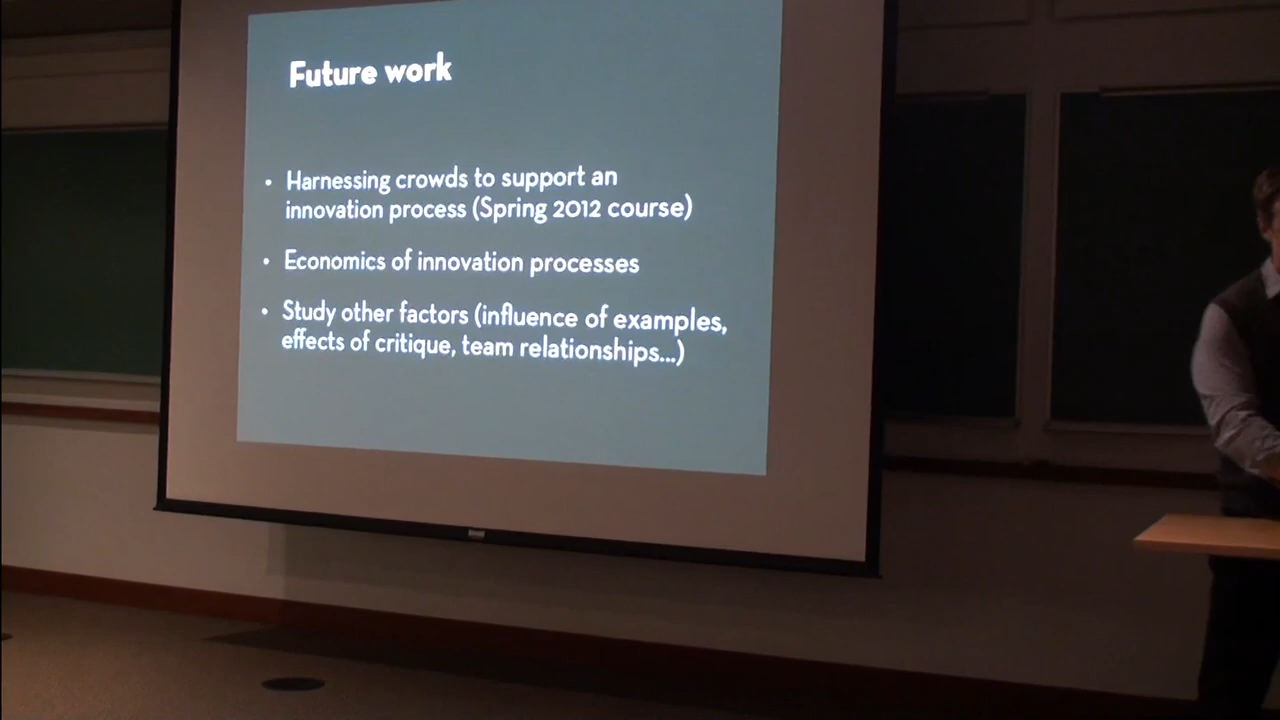 Future work
• Harnessing crowds to support an
innovation process (Spring 2012 course)
• Economics of innovation processes
• Study other factors (influence of examples,
effects of critique, team relationships...)